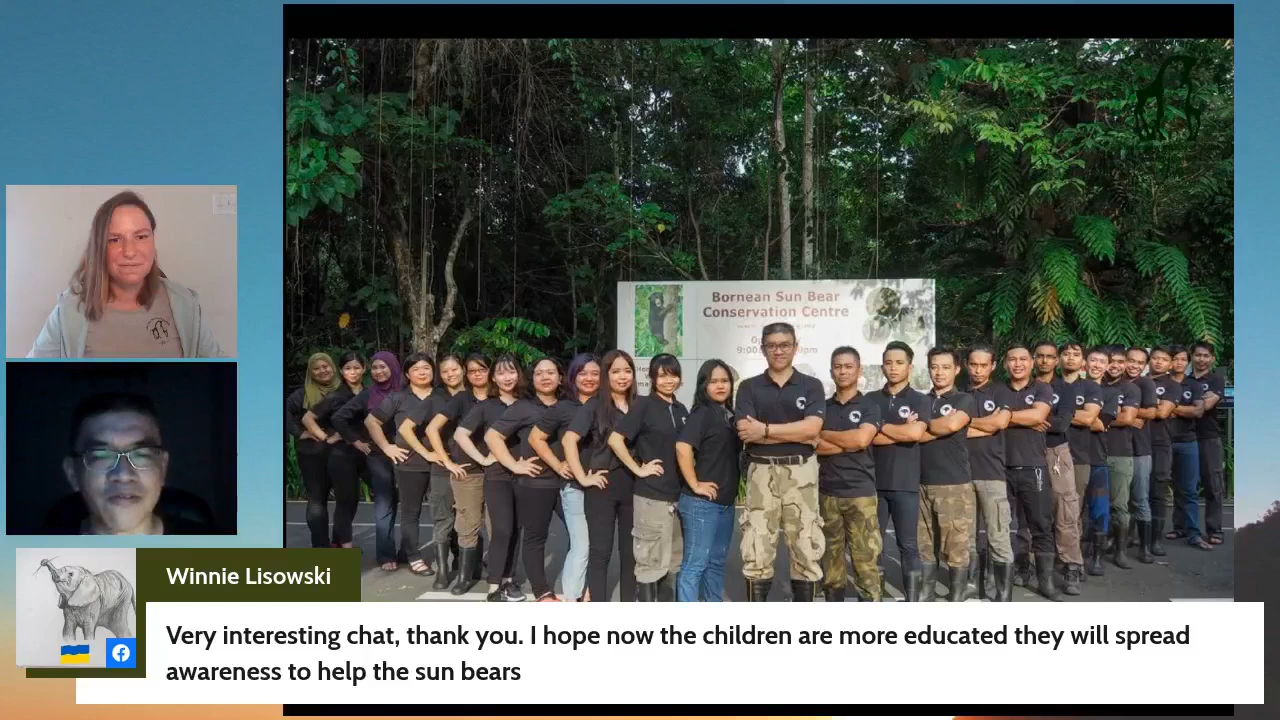 Bornean Sun Bear
Conservation Centre
Winnie Lisowski
Very interesting chat, thank you. I hope now the children are more educated they will spread
awareness to help the sun bears